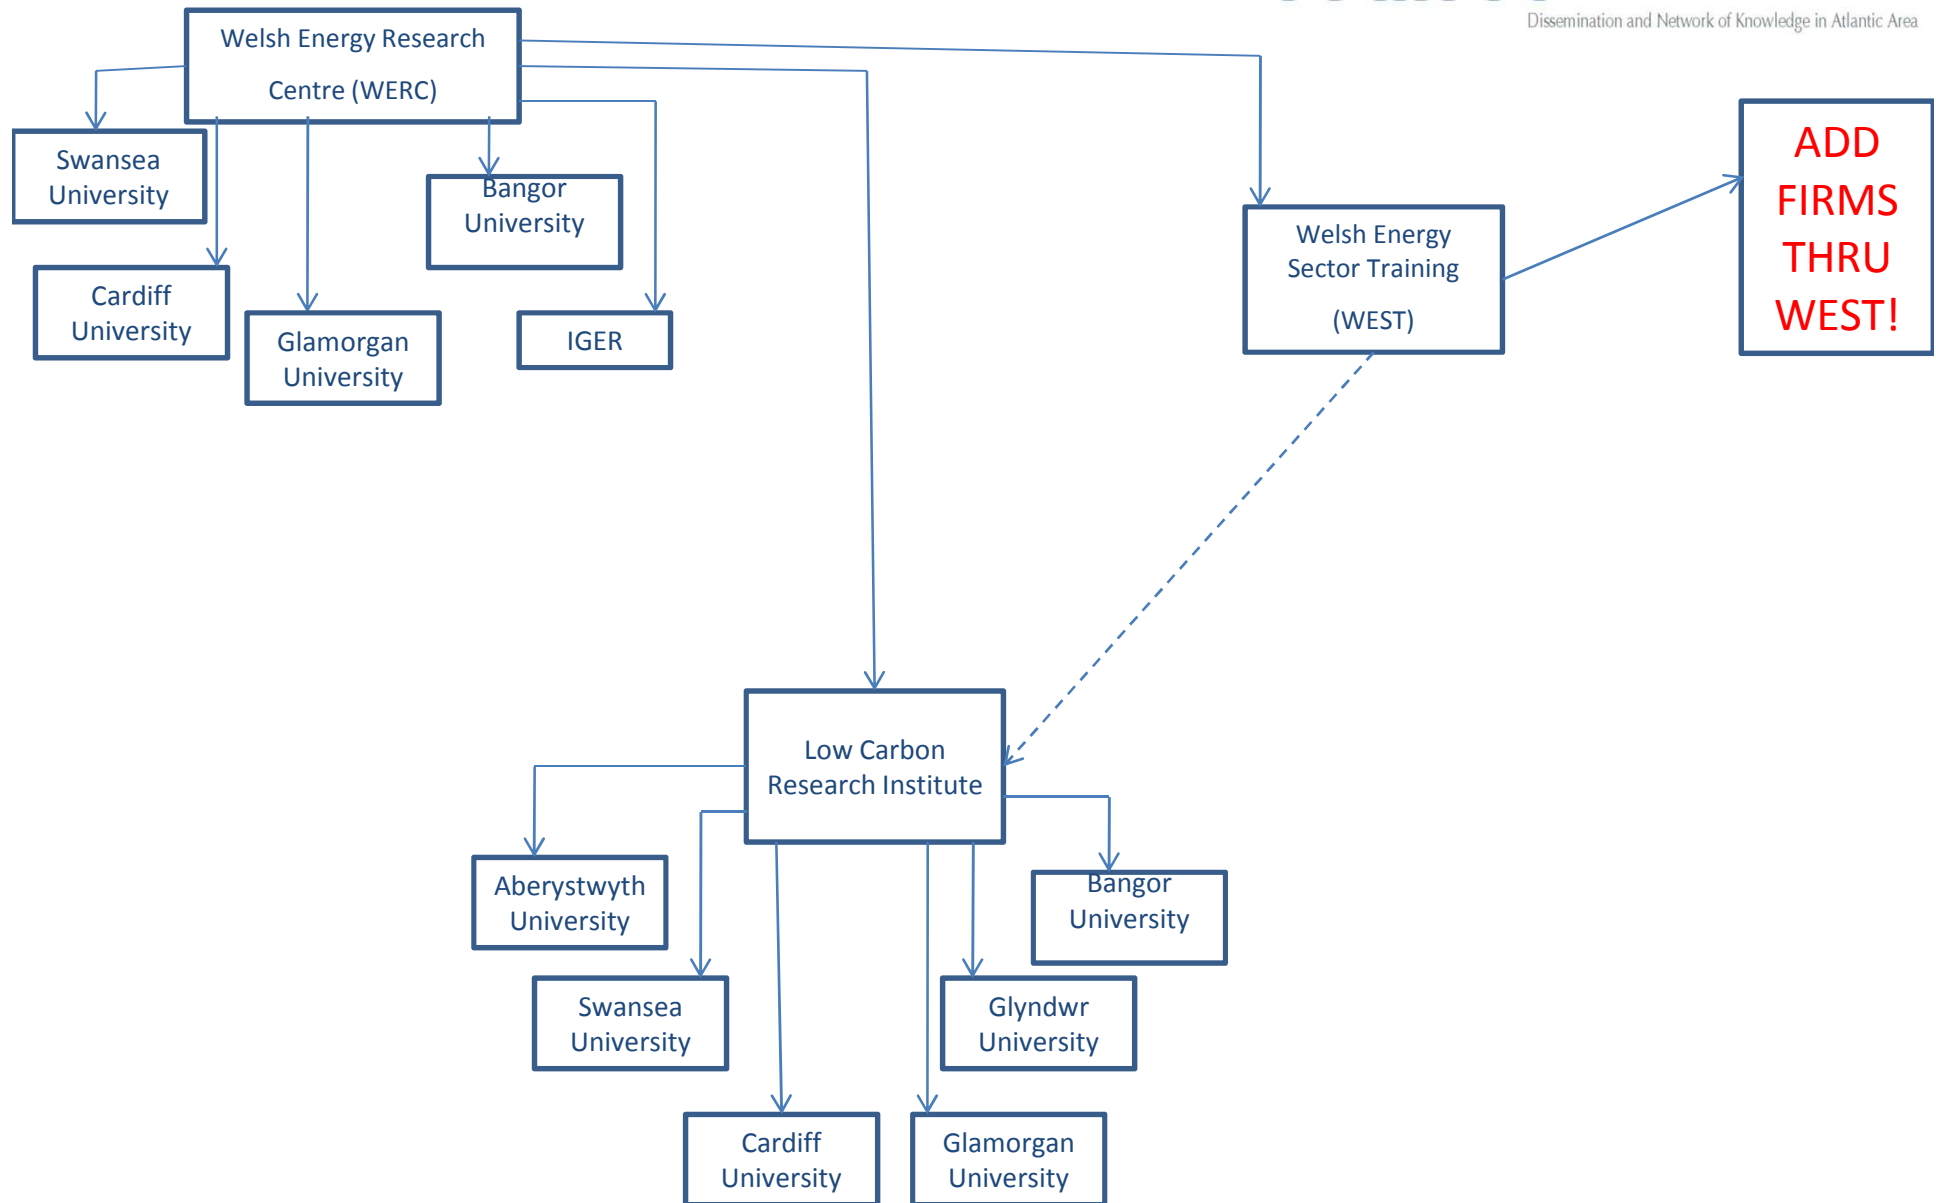 Dissemination and Network of Knowledge in Atlantic Area
Welsh Energy Research
Centre (WERC)
Swansea
University
Bangor
University
Cardiff
University
Glamorgan
University
IGER
Welsh Energy
Sector Training
(WEST)
ADD
FIRMS
THRU
WEST!
Low Carbon
Research Institute
Aberystwyth
University
Bangor
University
Swansea
University
Glyndwr
University
Cardiff
University
Glamorgan
University